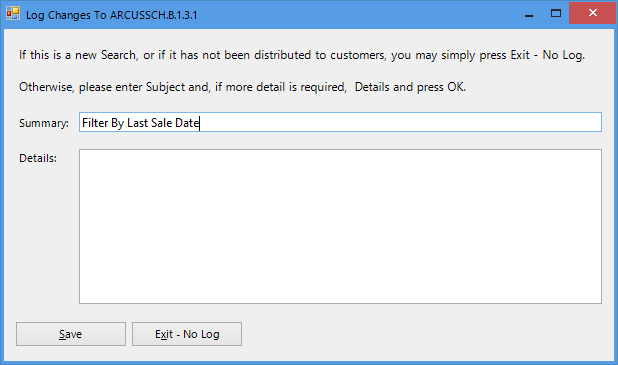 Log Changes To ARCUSSCH.B.1.3.1
If this is a new Search, or if it has not been distributed to customers, you may simply press Exit - No Log.
Otherwise, please enter Subject and, if more detail is required,  Details and press OK.
Summary: Filter By Last Sale Date
Details:
Save Exit - No Log